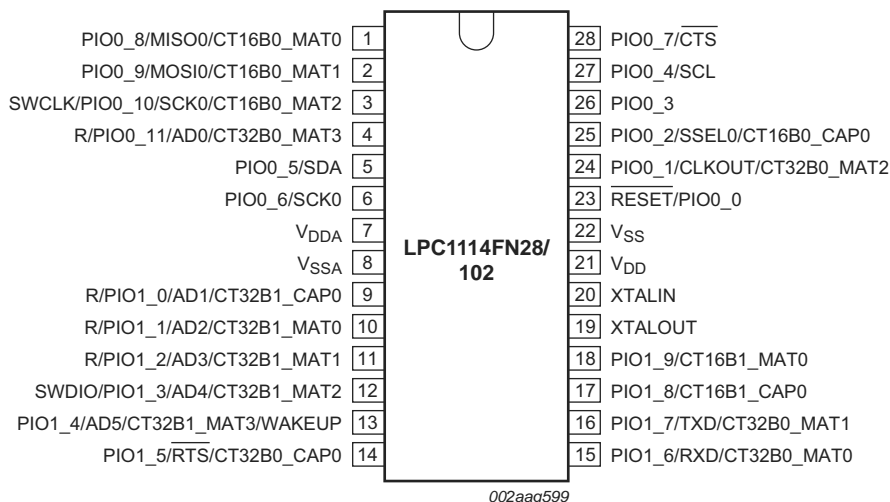 PIO0_8/MISO0/CT16B0_MAT0 1
PIO0_9/MOSI0/CT16B0_MAT1 2
SWCLK/PIO0_10/SCK0/CT16B0_MAT2 3
R/PIO0_11/AD0/CT32B0_MAT3 4
PIO0_5/SDA 5
PIO0_6/SCK0 6
VDDA 7
VSSA 8
R/PIO1_0/AD1/CT32B1_CAP0 9
R/PIO1_1/AD2/CT32B1_MAT0 10
R/PIO1_2/AD3/CT32B1_MAT1 11
SWDIO/PIO1_3/AD4/CT32B1_MAT2 12
PIO1_4/AD5/CT32B1_MAT3/WAKEUP 13
PIO1_5/RTS/CT32B0_CAP0 14
LPC1114FN28/
102
28 PIO0_7/CTS
27 PIO0_4/SCL
26 PIO0_3
25 PIO0_2/SSEL0/CT16B0_CAP0
24 PIO0_1/CLKOUT/CT32B0_MAT2
23 RESET/PIO0_0
22 VSS
21 VDD
20 XTALIN
19 XTALOUT
18 PIO1_9/CT16B1_MAT0
17 PIO1_8/CT16B1_CAP0
16 PIO1_7/TXD/CT32B0_MAT1
15 PIO1_6/RXD/CT32B0_MAT0
002aag599